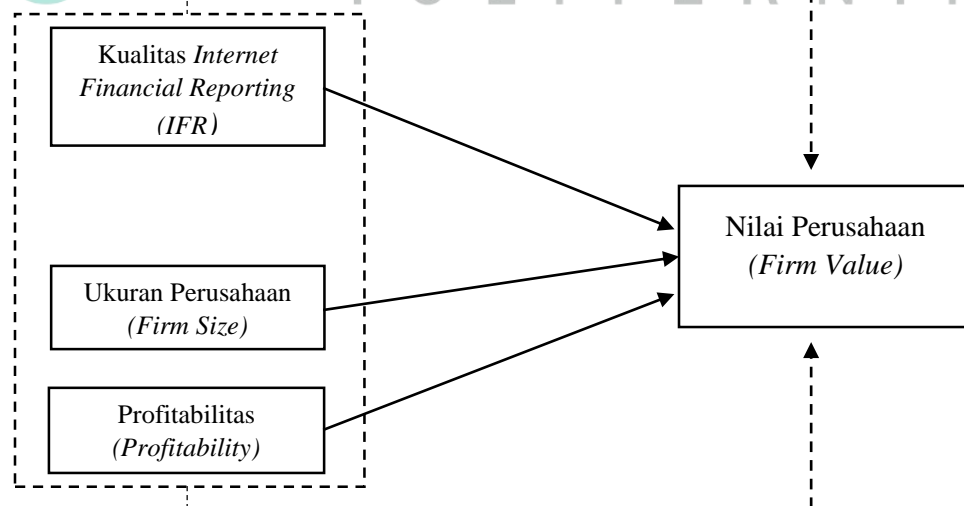 Kualitas Internet
Financial Reporting
(IFR)
Nilai Perusahaan
(Firm Value)
Ukuran Perusahaan
(Firm Size)
Profitabilitas
(Profitability)